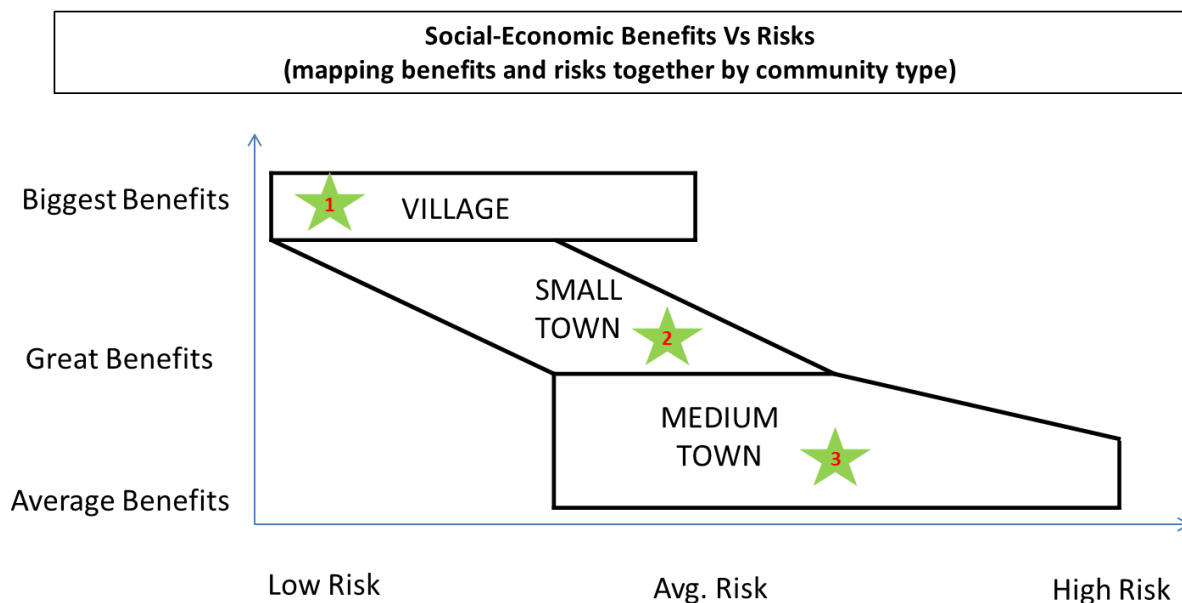 Social-Economic Benefits Vs Risks
(mapping benefits and risks together by community type)
Biggest Benefits
1
VILLAGE
SMALL
TOWN
2
Great Benefits
MEDIUM
TOWN
3
Average Benefits
Low Risk
Avg. Risk
High Risk